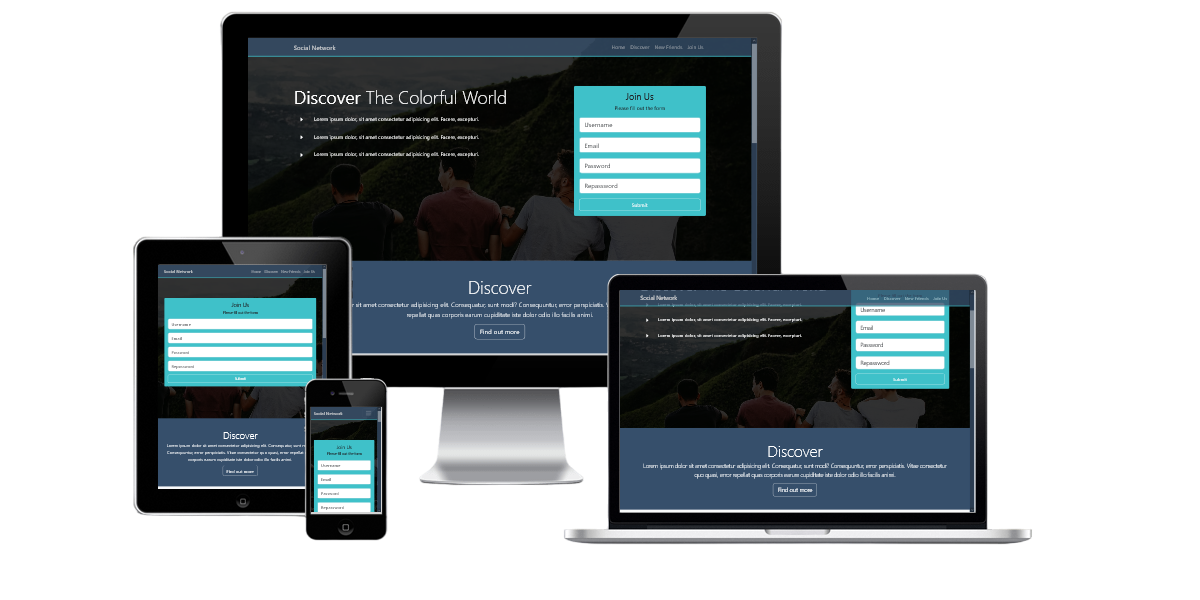 Social Network
Home Discover New Friends Join Us
Discover The Colorful World
Lorem ipsum dolor, sit amet consectetur adipisicing elit. Facere, excepturi.
Lorem ipsum dolor, sit amet consectetur adipisicing elit. Facere, excepturi.
Lorem ipsum dolor, sit amet consectetur adipisicing elit. Facere, excepturi.
Join Us
Please fill out the form
Username
Email
Password
Repassword
Submit
Discover
sit amet consectetur adipisicing elit. Consequatur, sunt modi? Consequuntur, error perspiciatis.
repellat quas corporis earum cupiditate iste dolor odio illo facilis animi.
Find out more
Social Network
Home Discover New Friends Join Us
Join Us
Please fill out the form
Username
Email
Password
Repassword
Submit
Discover
Lorem ipsum dolor sit amet consectetur adipisicing elit. Consequatur, sunt
Consequuntur, error perspiciatis. Vitae consectetur quo quasi, error repellat quas
corporis earum cupiditate iste dolor odio illo facilis animi.
Find out more
Social Network
Join Us
Please fill out the form
Username
Email
Password
Repassword
Social Network
Home Discover New Friends Join Us
Lorem ipsum dolor, sit amet consectetur adipisicing elit. Facere, excepturi.
Lorem ipsum dolor, sit amet consectetur adipisicing elit. Facere, excepturi.
Username
Email
Password
Repassword
Submit
Discover
Lorem ipsum dolor sit amet consectetur adipisicing elit. Consequatur, sunt modi? Consequuntur, error perspiciatis. Vitae consectetur
quo quasi, error repellat quas corporis earum cupiditate iste dolor odio illo facilis animi.
Find out more